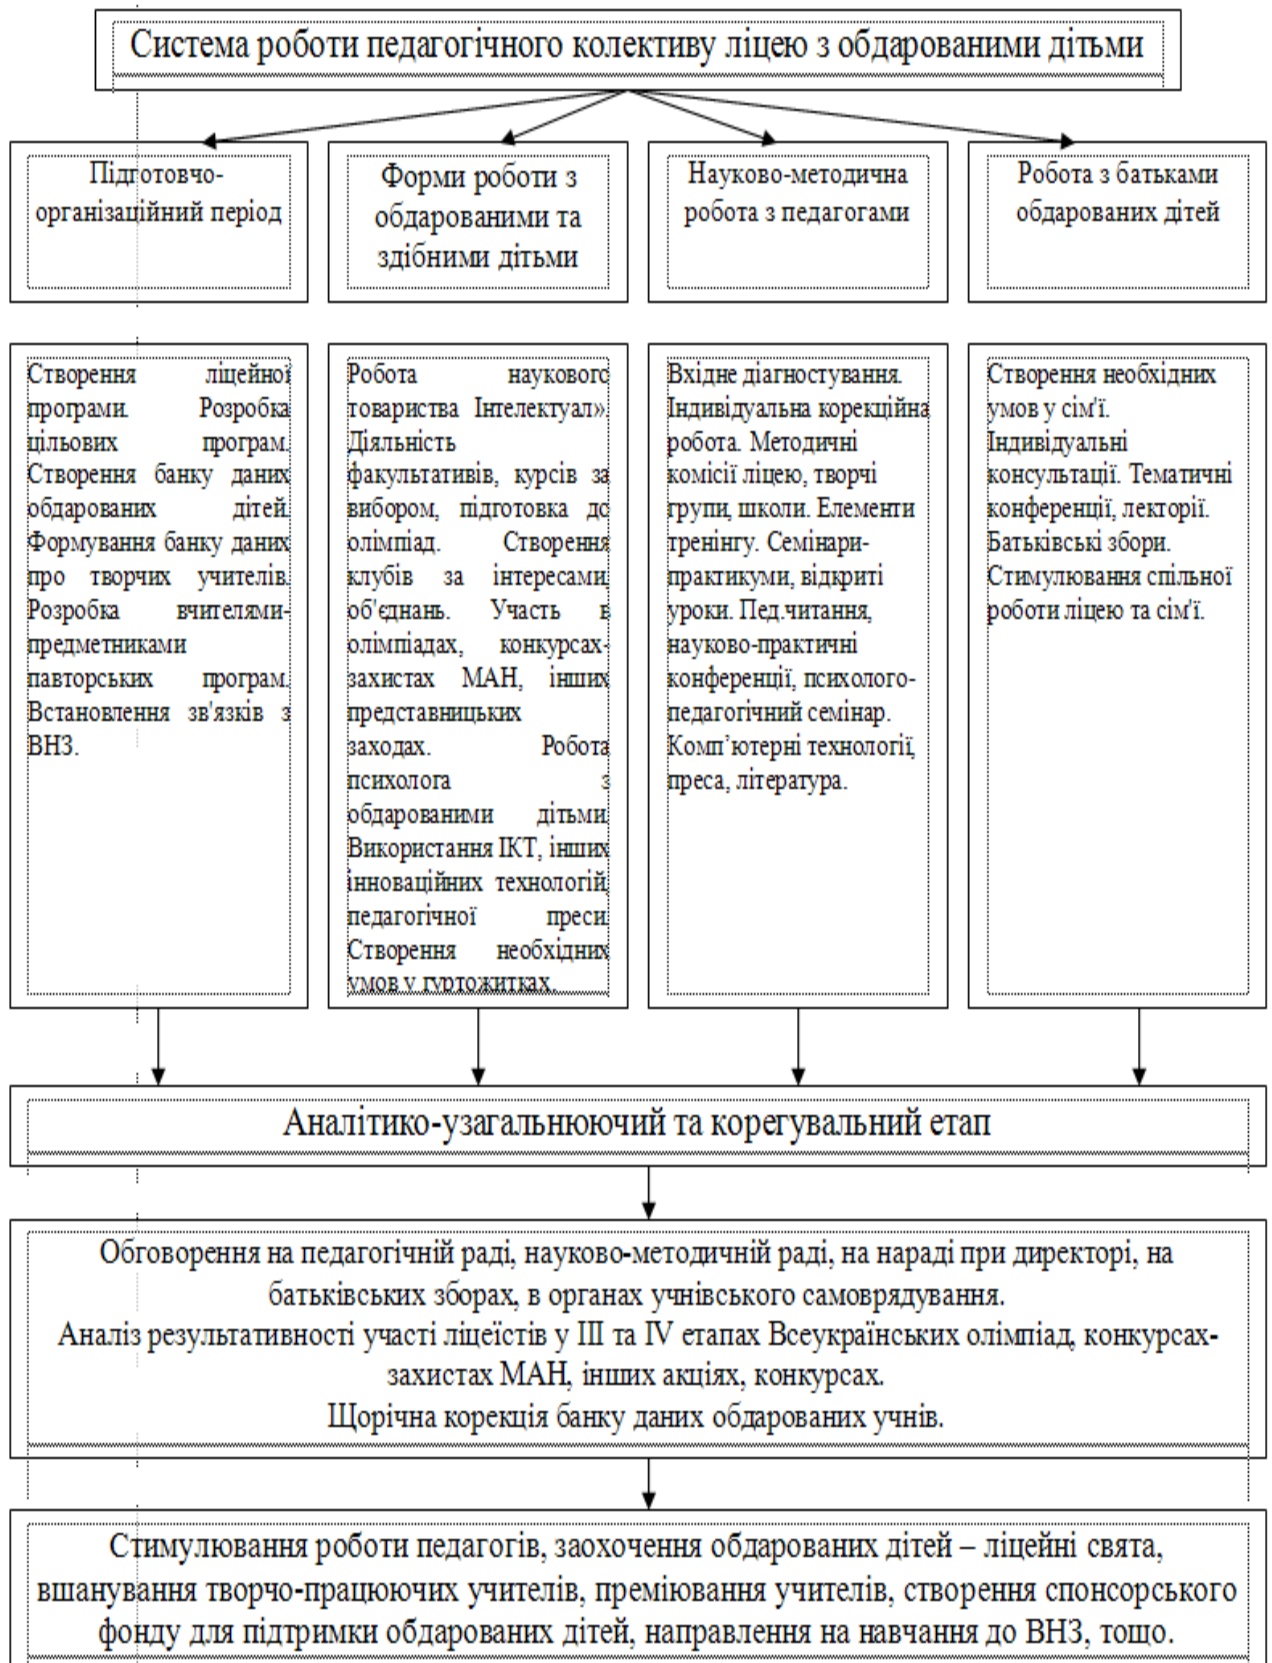 Система роботи педагогічного колективу ліцею з обдарованими дітьми
Підготовчо-
організаційний період
Форми роботи з
обдарованими та
здібними дітьми
Науково-методична
робота з педагогами
Робота з батьками
обдарованих дітей
Створення ліцейної
програми. Розробка
цільових програм.
Створення банку даних
обдарованих дітей.
Формування банку даних
про творчих учителів.
Розробка вчителями-
предметниками
павторських програм.
Встановлення зв'язків з
ВНЗ.
Робота наукового
товариства Інтелектуал».
Діяльність
факультативів, курсів за
вибором, підготовка до
олімпіад. Створення
клубів за інтересами,
об'єднань. Участь в
олімпіадах, конкурсах-
захистах МАН, інших
представницьких
заходах. Робота
психолога з
обдарованими дітьми.
Використання ІКТ, інших
інноваційних технологій,
педагогічної преси.
Створення необхідних
умов у гуртожитках.
Вхідне діагностування.
Індивідуальна корекційна
робота. Методичні
комісії ліцею, творчі
групи, школи. Елементи
тренінгу. Семінари-
практикуми, відкриті
уроки. Пед.читання,
науково-практичні
конференції, психолого-
педагогічний семінар.
Комп’ютерні технології,
преса, література.
Створення необхідних
умов у сім'ї.
Індивідуальні
консультації. Тематичні
конференції, лекторії.
Батьківські збори.
Стимулювання спільної
роботи ліцею та сім'ї.
Аналітико-узагальнюючий та корегувальний етап
Обговорення на педагогічній раді, науково-методичній раді, на нараді при директорі, на
батьківських зборах, в органах учнівського самоврядування.
Аналіз результативності участі ліцеїстів у ІІІ та ІV етапах Всеукраїнських олімпіад, конкурсах-
захистах МАН, інших акціях, конкурсах.
Щорічна корекція банку даних обдарованих учнів.
Стимулювання роботи педагогів, заохочення обдарованих дітей – ліцейні свята,
вшанування творчо-працюючих учителів, преміювання учителів, створення спонсорського
фонду для підтримки обдарованих дітей, направлення на навчання до ВНЗ, тощо.